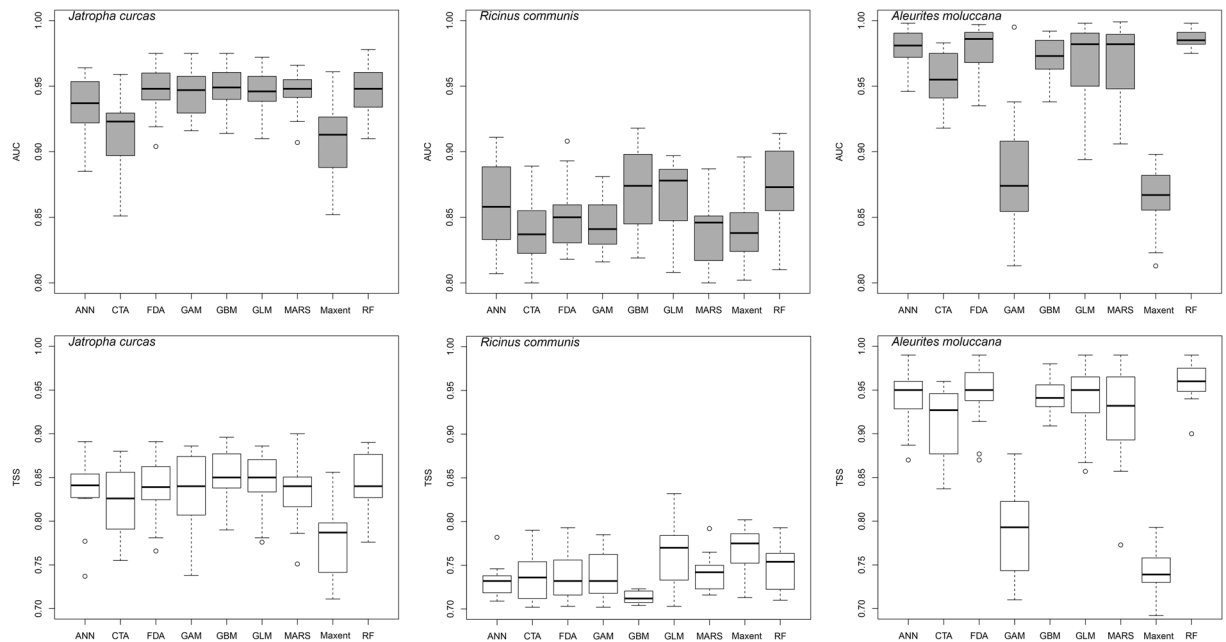 Jatropha curcas
AUC
1.00
0.95
0.90
0.85
0.80
ANN CTA FDA GAM GBM GLM MARS Maxent RF
Ricinus communis
AUC
1.00
0.95
0.90
0.85
0.80
ANN CTA FDA GAM GBM GLM MARS Maxent RF
Aleurites moluccana
AUC
1.00
0.95
0.90
0.85
0.80
ANN CTA FDA GAM GBM GLM MARS Maxent RF
Jatropha curcas
TSS
1.00
0.95
0.90
0.85
0.80
0.75
0.70
ANN CTA FDA GAM GBM GLM MARS Maxent RF
Ricinus communis
TSS
1.00
0.95
0.90
0.85
0.80
0.75
0.70
ANN CTA FDA GAM GBM GLM MARS Maxent RF
Aleurites moluccana
TSS
1.00
0.95
0.90
0.85
0.80
0.75
0.70
ANN CTA FDA GAM GBM GLM MARS Maxent RF